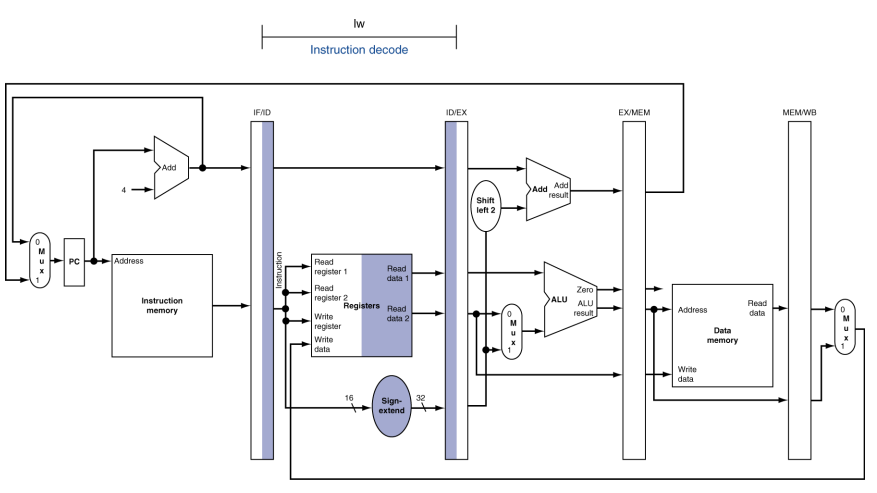 lw
Instruction decode
IF/ID
ID/EX
EX/MEM
MEM/WB
Add
4
0
M
u
x
1
PC
Address
Instruction
memory
Instruction
Read
register 1
Read
register 2
Write
register
Write
data
Registers
Read
data 1
Read
data 2
16
Sign-
extend
32
Shift
left 2
Add
Add
result
0
M
u
x
1
ALU
Zero
ALU
result
Address
Write
data
Data
memory
Read
data
0
M
u
x
1